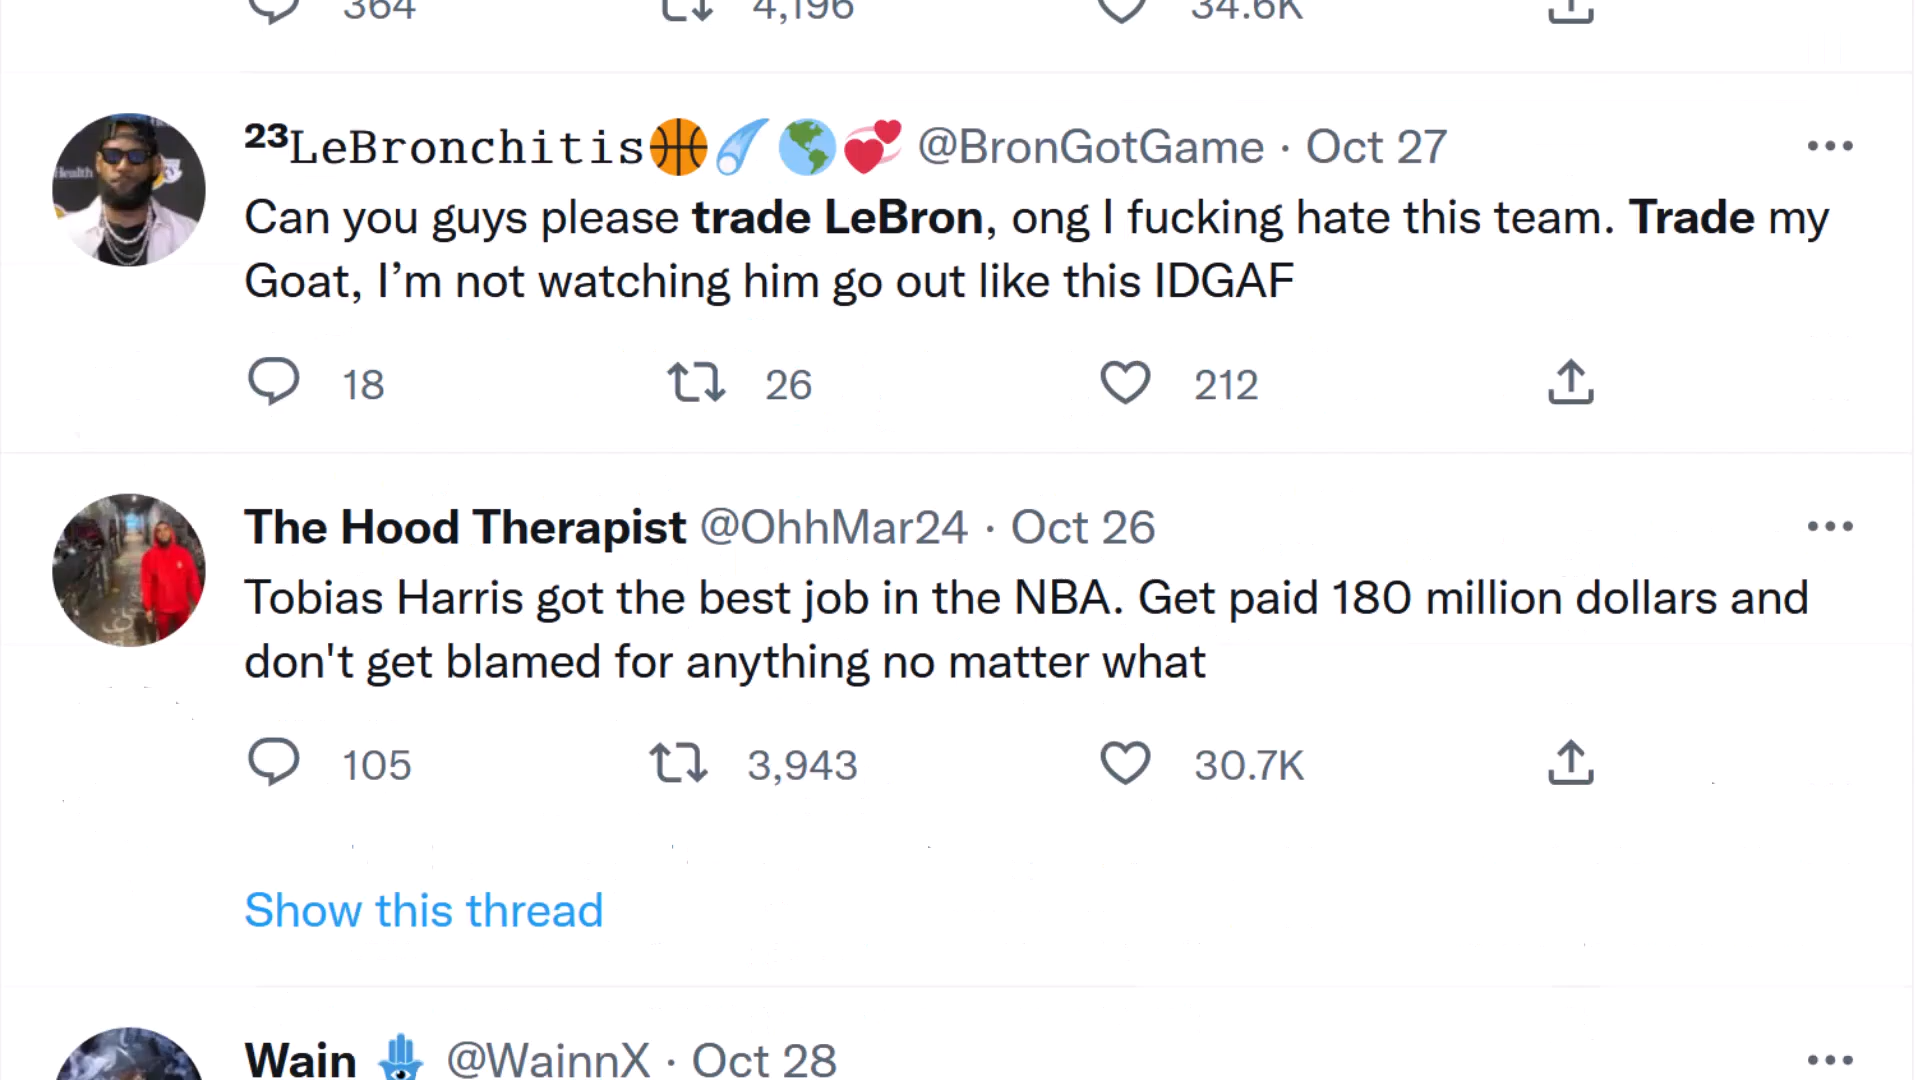 364 4,196 34.6K
²³LeBronchitis🏀☄️🌎💞 @BronGotGame · Oct 27
Can you guys please trade LeBron, ong I fucking hate this team. Trade my
Goat, I’m not watching him go out like this IDGAF
18 26 212
The Hood Therapist @OhhMar24 · Oct 26
Tobias Harris got the best job in the NBA. Get paid 180 million dollars and
don't get blamed for anything no matter what
105 3,943 30.7K
Show this thread
Wain 🪬 @WainnX · Oct 28